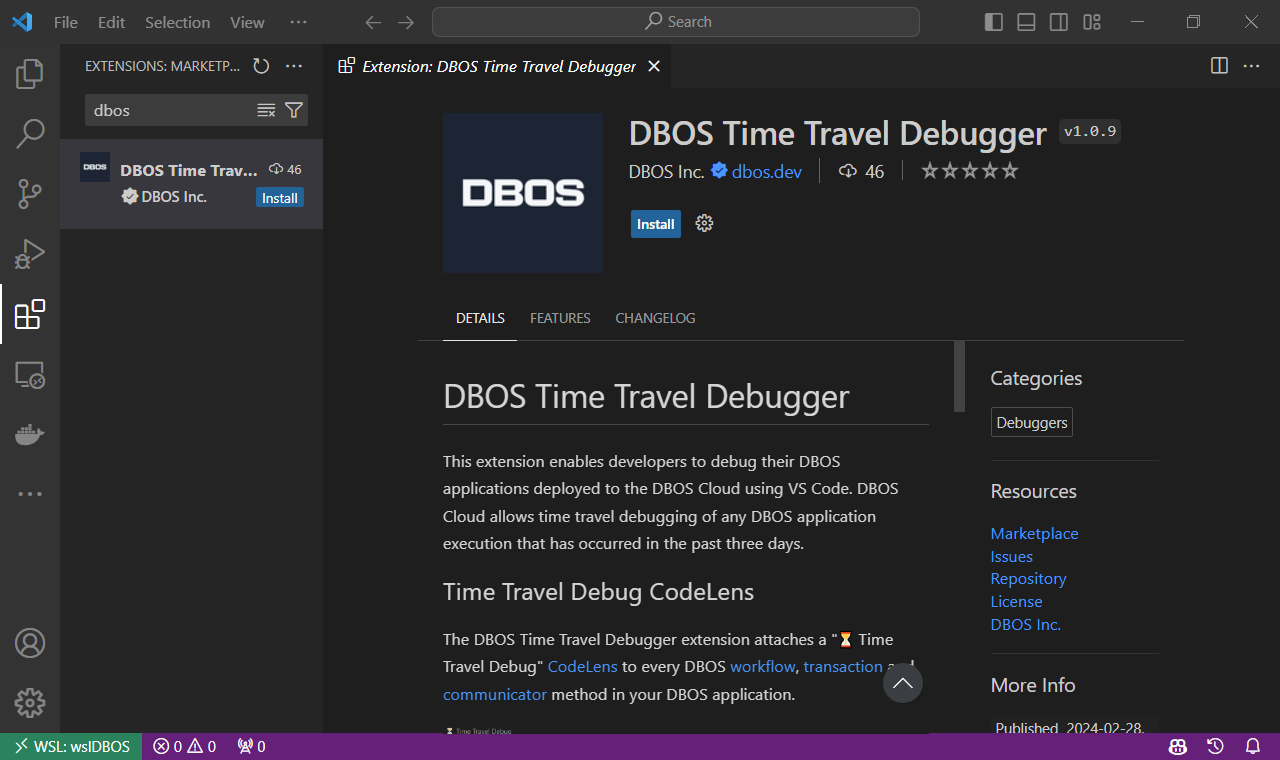 File Edit Selection View ···
Search
EXTENSIONS: MARKETP...
Extension: DBOS Time Travel Debugger
dbos
DBOS
DBOS Time Trav... 46
DBOS Inc. Install
DBOS
DBOS Time Travel Debugger v1.0.9
DBOS Inc. dbos.dev 46
Install
DETAILS FEATURES CHANGELOG
DBOS Time Travel Debugger
This extension enables developers to debug their DBOS
applications deployed to the DBOS Cloud using VS Code. DBOS
Cloud allows time travel debugging of any DBOS application
execution that has occurred in the past three days.
Time Travel Debug CodeLens
The DBOS Time Travel Debugger extension attaches a "⏳ Time
Travel Debug" CodeLens to every DBOS workflow, transaction and
communicator method in your DBOS application.
⏳ Time Travel Debug
Categories
Debuggers
Resources
Marketplace
Issues
Repository
License
DBOS Inc.
More Info
Published 2024-02-28,
WSL: wslDBOS 0 0 0